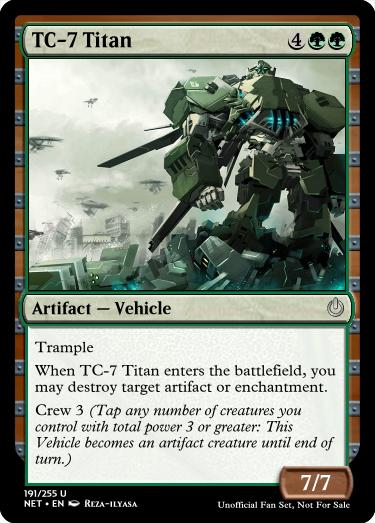 TC-7 Titan 4
Artifact — Vehicle
Trample
When TC-7 Titan enters the battlefield, you
may destroy target artifact or enchantment.
Crew 3 (Tap any number of creatures you
control with total power 3 or greater: This
Vehicle becomes an artifact creature until end
of turn.)
7/7
191/255 U
NET • EN REZA-ILYASA
Unofficial Fan Set, Not For Sale